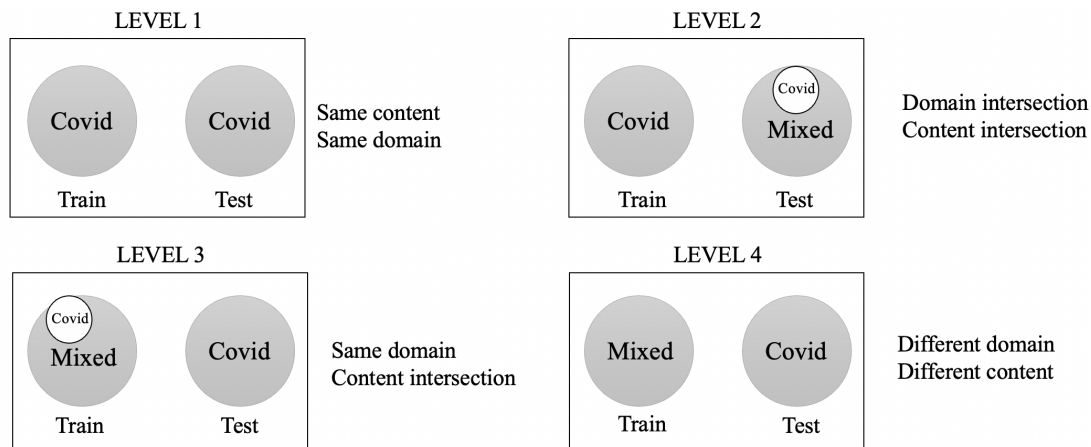 LEVEL 1
Covid
Covid
Train
Test
Same content
Same domain
LEVEL 2
Covid
Covid
Mixed
Train
Test
Domain intersection
Content intersection
LEVEL 3
Covid
Mixed
Covid
Train
Test
Same domain
Content intersection
LEVEL 4
Mixed
Covid
Train
Test
Different domain
Different content